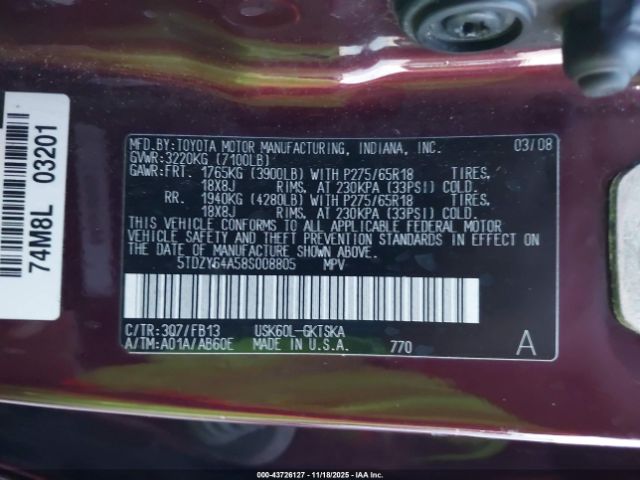 74M8L 03201
MFD.BY:TOYOTA MOTOR MANUFACTURING, INDIANA, INC. 03/08
GVWR:3220KG (7100LB)
GAWR:FRT. 1765KG (3900LB) WITH P275/65R18 TIRES,
18X8J RIMS, AT 230KPA (33PSI) COLD.
RR. 1940KG (4280LB) WITH P275/65R18 TIRES,
18X8J RIMS, AT 230KPA (33PSI) COLD.
THIS VEHICLE CONFORMS TO ALL APPLICABLE FEDERAL MOTOR
VEHICLE SAFETY AND THEFT PREVENTION STANDARDS IN EFFECT
ON THE DATE OF MANUFACTURE SHOWN ABOVE.
5TDZY64A58S008805 MPV
C/TR:3Q7/FB13 USK60L-GKTSKA
A/TM:A01A/AB60E MADE IN U.S.A. 770 A
000-43726127 - 11/18/2025 - IAAI.COM